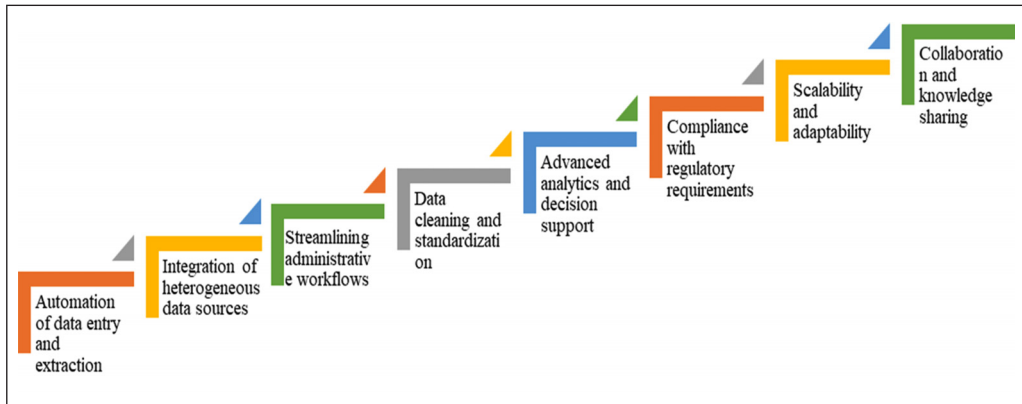 Automation
of data entry
and
extraction
Integration of
heterogeneous
data sources
Streamlining
administrativ
e workflows
Data
cleaning and
standardizati
on
Advanced
analytics and
decision
support
Compliance
with
regulatory
requirements
Scalability
and
adaptability
Collaboratio
n and
knowledge
sharing